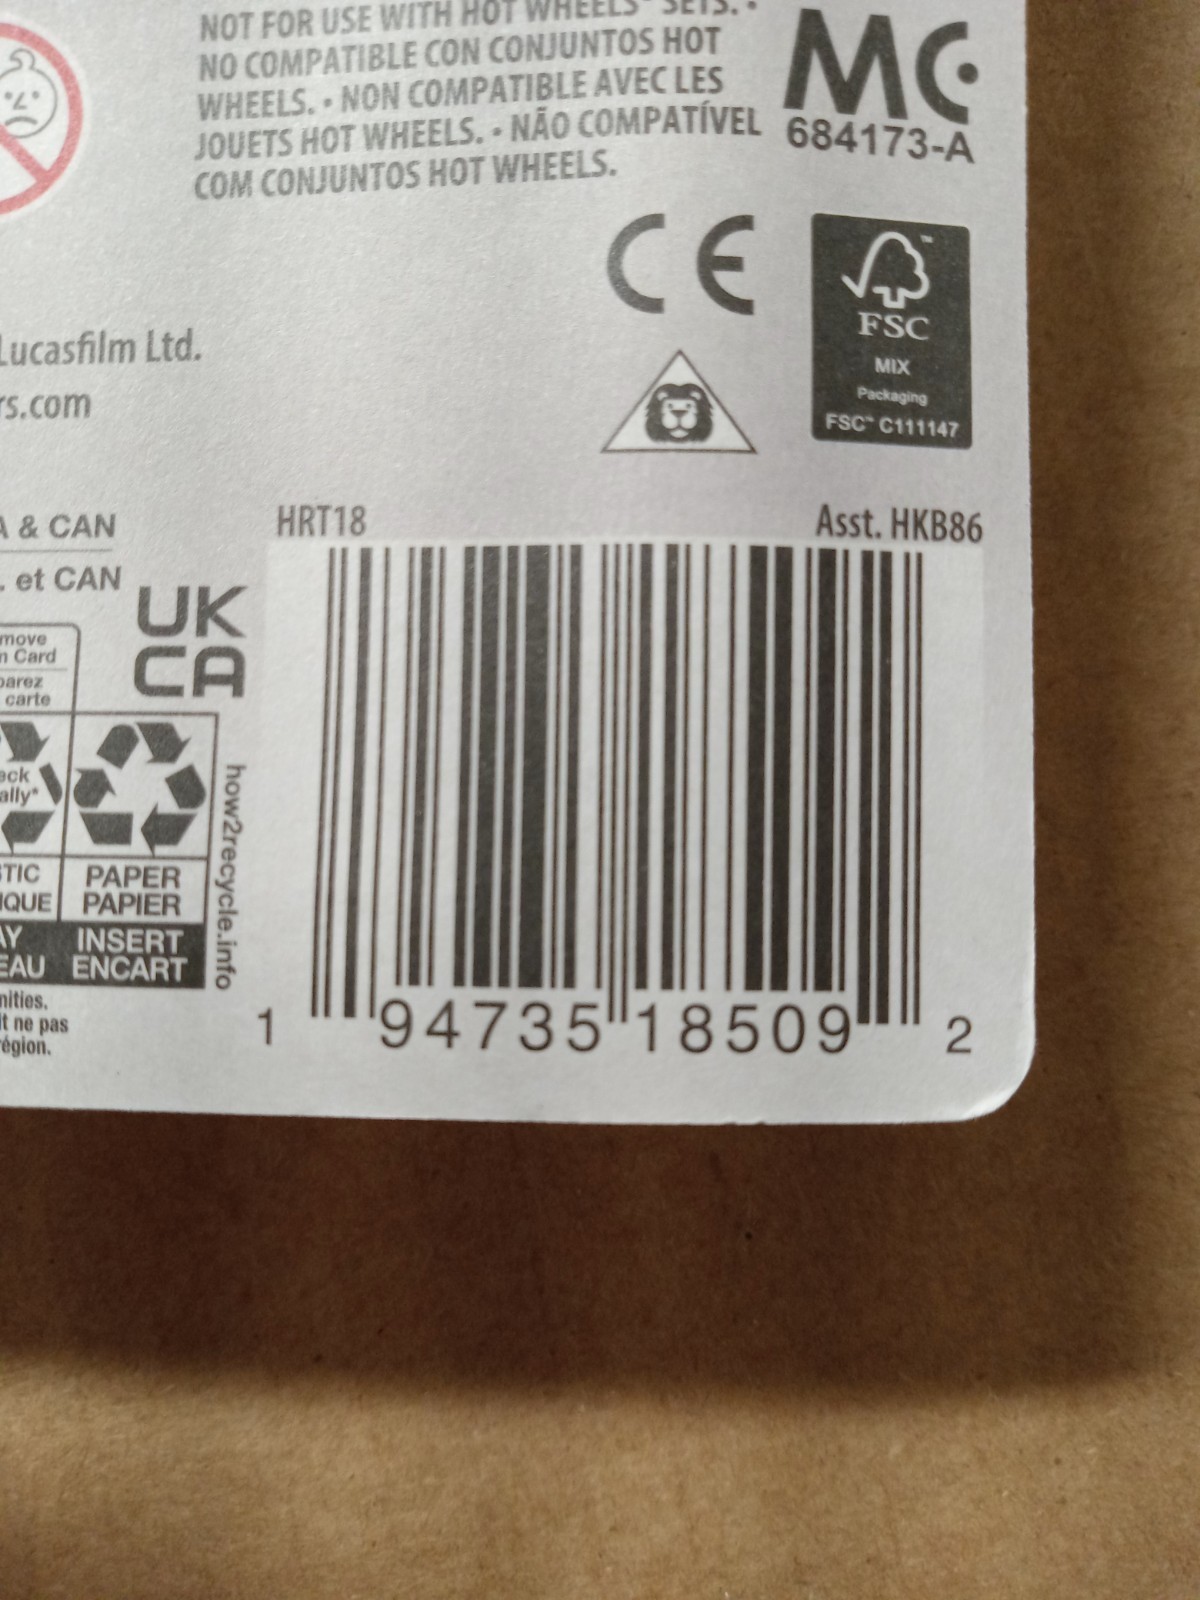 NOT FOR USE WITH HOT WHEELS® SETS. •
NO COMPATIBLE CON CONJUNTOS HOT
WHEELS. • NON COMPATIBLE AVEC LES
JOUETS HOT WHEELS. • NÃO COMPATÍVEL
COM CONJUNTOS HOT WHEELS.
MC
684173-A
CE
FSC™
MIX
Packaging
FSC™ C111147
Lucasfilm Ltd.
rs.com
HRT18
Asst. HKB86
A & CAN
. et CAN
UK
CA
move
n Card
parez
carte
eck
ally*
how2recycle.info
STIC
IQUE
PAPER
PAPIER
AY
EAU
INSERT
ENCART
nities.
it ne pas
région.
1 94735 18509 2